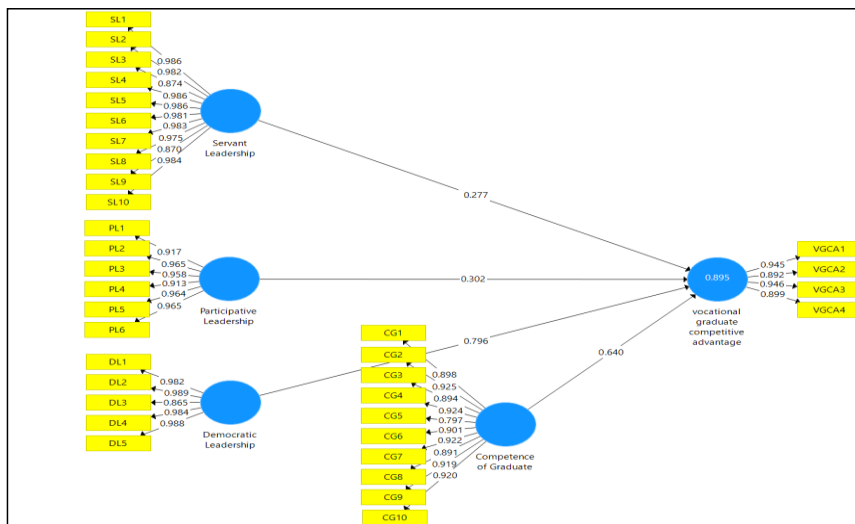 SL1
SL2
SL3
SL4
SL5
SL6
SL7
SL8
SL9
SL10
0.986
0.982
0.874
0.986
0.986
0.981
0.983
0.975
0.870
0.984
Servant
Leadership
0.277
PL1
PL2
PL3
PL4
PL5
PL6
0.917
0.965
0.958
0.913
0.964
0.965
Participative
Leadership
0.302
DL1
DL2
DL3
DL4
DL5
0.982
0.989
0.865
0.984
0.988
Democratic
Leadership
0.796
CG1
CG2
CG3
CG4
CG5
CG6
CG7
CG8
CG9
CG10
0.898
0.925
0.894
0.924
0.797
0.901
0.922
0.891
0.919
0.920
Competence
of Graduate
0.640
0.895
vocational
graduate
competitive
advantage
0.945
0.892
0.946
0.899
VGCA1
VGCA2
VGCA3
VGCA4